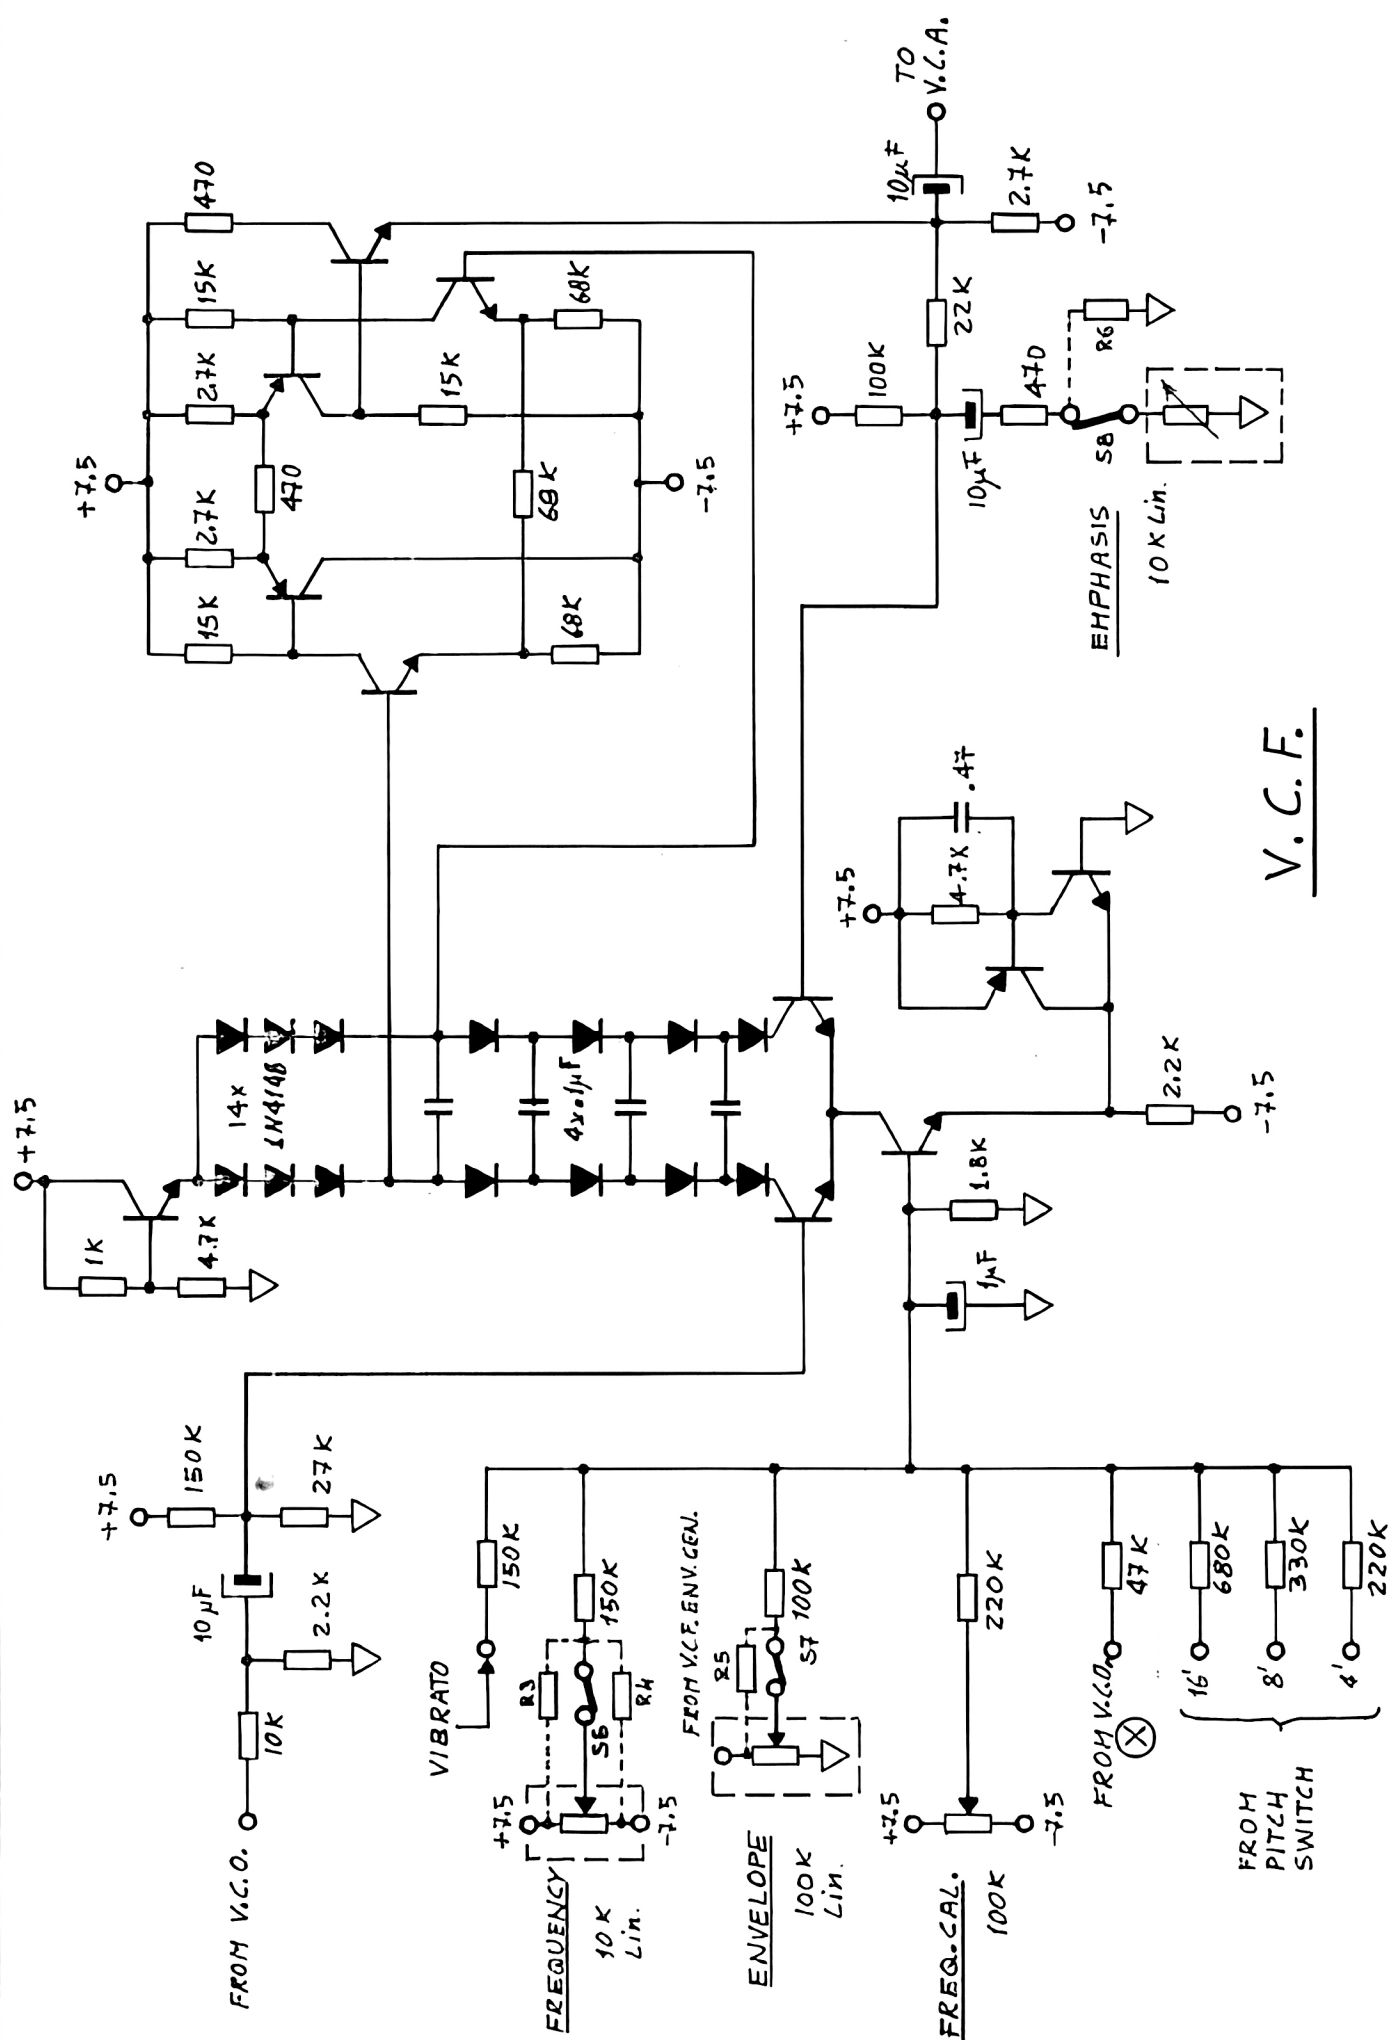 FROM V.C.O.
10K
2.2K
10µF
+7.5
150K
27K
+7.5
1K
4.7K
14x
1N4148
4x.1µF
+7.5
15K
2.7K
2.7K
15K
470
470
15K
68K
68K
68K
-7.5
TO
V.C.A.
10µF
2.7K
-7.5
22K
+7.5
100K
10µF
470
R6
S8
EMPHASIS
10K Lin.
+7.5
4.7K
.47
2.2K
-7.5
1.8K
1µF
VIBRATO
150K
FREQUENCY
10K
Lin.
+7.5
-7.5
R3
R4
150K
FROM V.C.F. ENV. GEN.
ENVELOPE
100K
Lin.
R5
S7
100K
FREQ. CAL.
100K
+7.5
-7.5
220K
FROM V.C.O.
47K
FROM
PITCH
SWITCH
16'
680K
8'
330K
4'
220K
V.C.F.